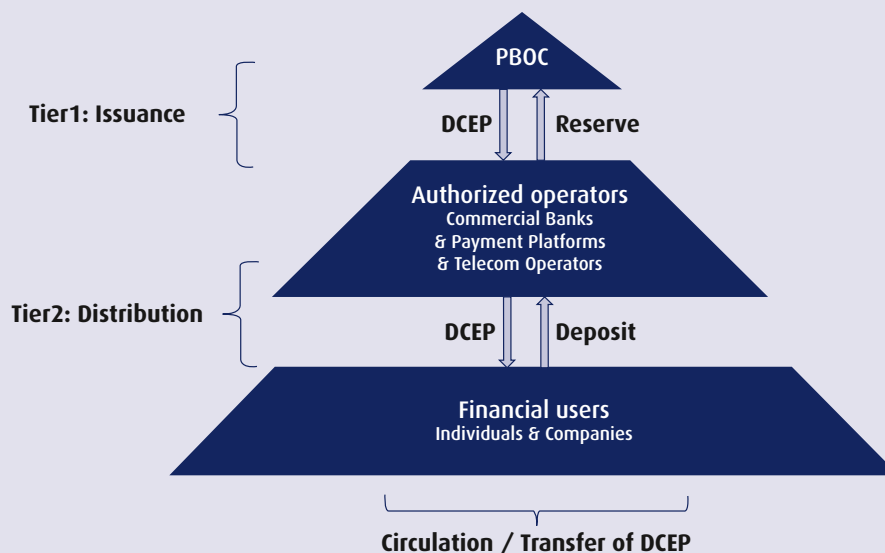 PBOC
Tier1: Issuance
DCEP
Reserve
Authorized operators
Commercial Banks
& Payment Platforms
& Telecom Operators
Tier2: Distribution
DCEP
Deposit
Financial users
Individuals & Companies
Circulation / Transfer of DCEP